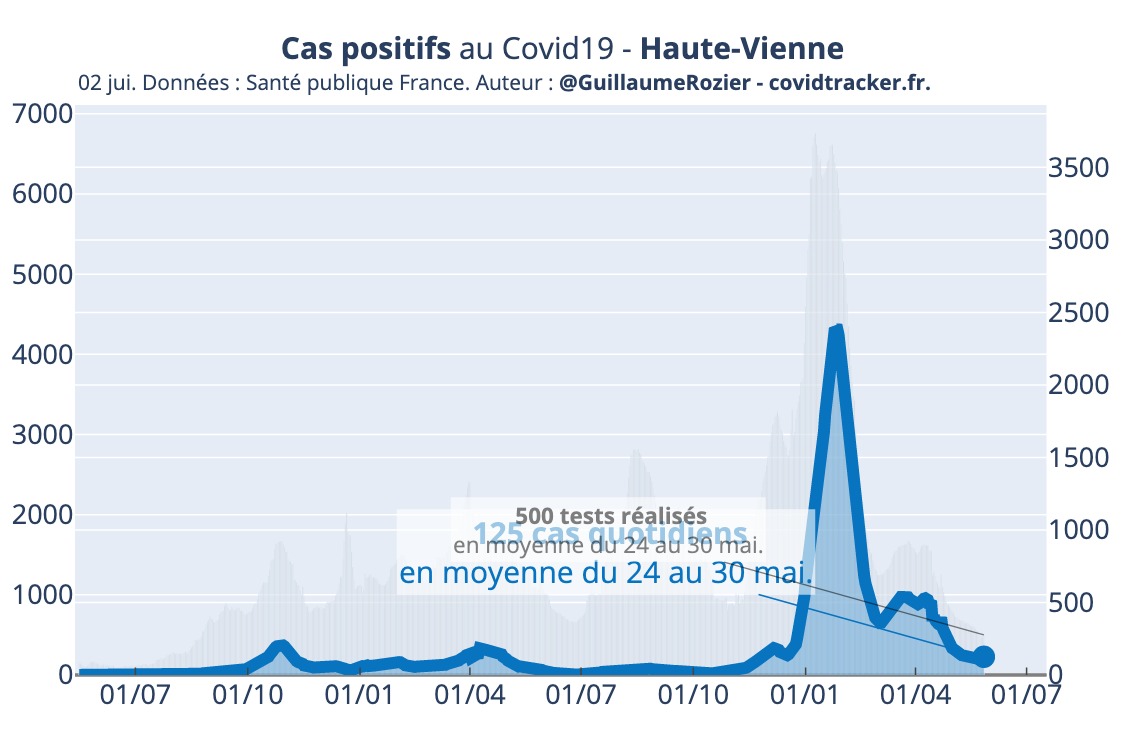 Cas positifs au Covid19 - Haute-Vienne
02 jui. Données : Santé publique France. Auteur : @GuillaumeRozier - covidtracker.fr.
7000
6000
5000
4000
3000
2000
1000
0
3500
3000
2500
2000
1500
1000
500
0
500 tests réalisés
en moyenne du 24 au 30 mai.
125 cas quotidiens
en moyenne du 24 au 30 mai.
01/07 01/10 01/01 01/04 01/07 01/10 01/01 01/04 01/07